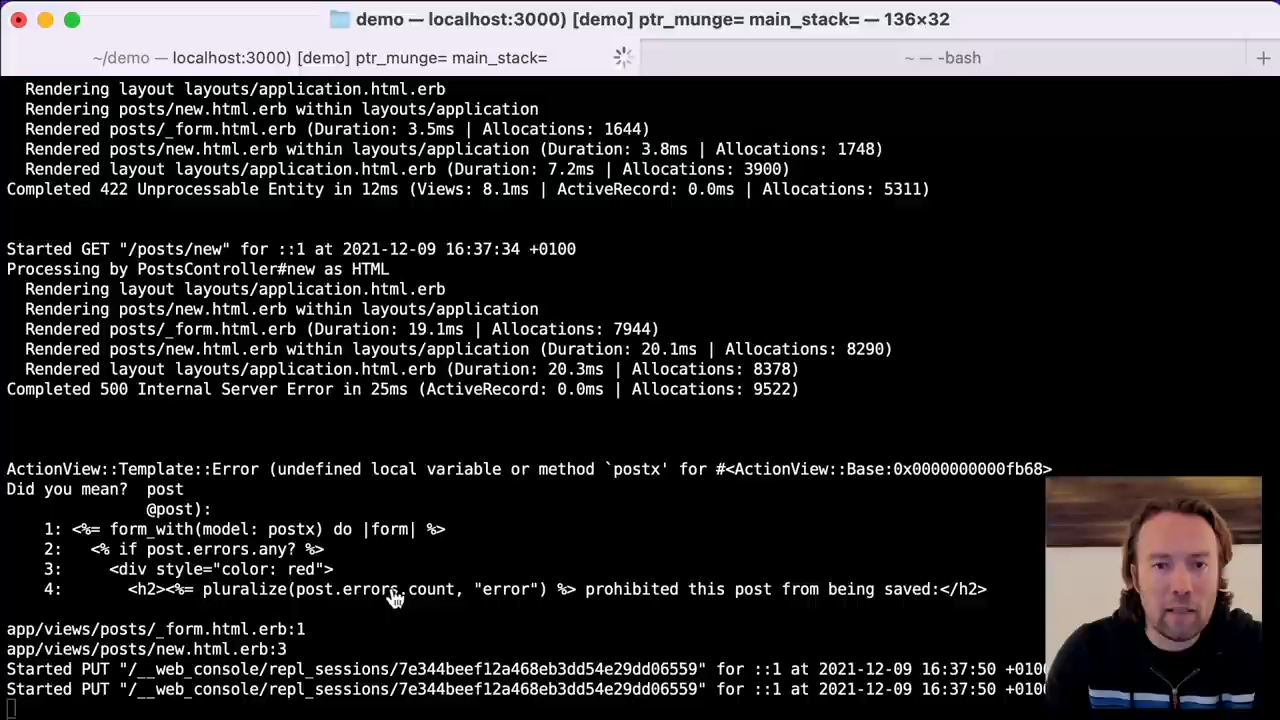 demo — localhost:3000) [demo] ptr_munge= main_stack= — 136×32
~/demo — localhost:3000) [demo] ptr_munge= main_stack=
~ — -bash
Rendering layout layouts/application.html.erb
Rendering posts/new.html.erb within layouts/application
Rendered posts/_form.html.erb (Duration: 3.5ms | Allocations: 1644)
Rendered posts/new.html.erb within layouts/application (Duration: 3.8ms | Allocations: 1748)
Rendered layout layouts/application.html.erb (Duration: 7.2ms | Allocations: 3900)
Completed 422 Unprocessable Entity in 12ms (Views: 8.1ms | ActiveRecord: 0.0ms | Allocations: 5311)
Started GET "/posts/new" for ::1 at 2021-12-09 16:37:34 +0100
Processing by PostsController#new as HTML
Rendering layout layouts/application.html.erb
Rendering posts/new.html.erb within layouts/application
Rendered posts/_form.html.erb (Duration: 19.1ms | Allocations: 7944)
Rendered posts/new.html.erb within layouts/application (Duration: 20.1ms | Allocations: 8290)
Rendered layout layouts/application.html.erb (Duration: 20.3ms | Allocations: 8378)
Completed 500 Internal Server Error in 25ms (ActiveRecord: 0.0ms | Allocations: 9522)
ActionView::Template::Error (undefined local variable or method `postx' for #<ActionView::Base:0x0000000000fb68>
Did you mean?  post
@post):
1: <%= form_with(model: postx) do |form| %>
2:   <% if post.errors.any? %>
3:     <div style="color: red">
4:       <h2><%= pluralize(post.errors.count, "error") %> prohibited this post from being saved:</h2>
app/views/posts/_form.html.erb:1
app/views/posts/new.html.erb:3
Started PUT "/__web_console/repl_sessions/7e344beef12a468eb3dd54e29dd06559" for ::1 at 2021-12-09 16:37:50 +0100
Started PUT "/__web_console/repl_sessions/7e344beef12a468eb3dd54e29dd06559" for ::1 at 2021-12-09 16:37:50 +0100